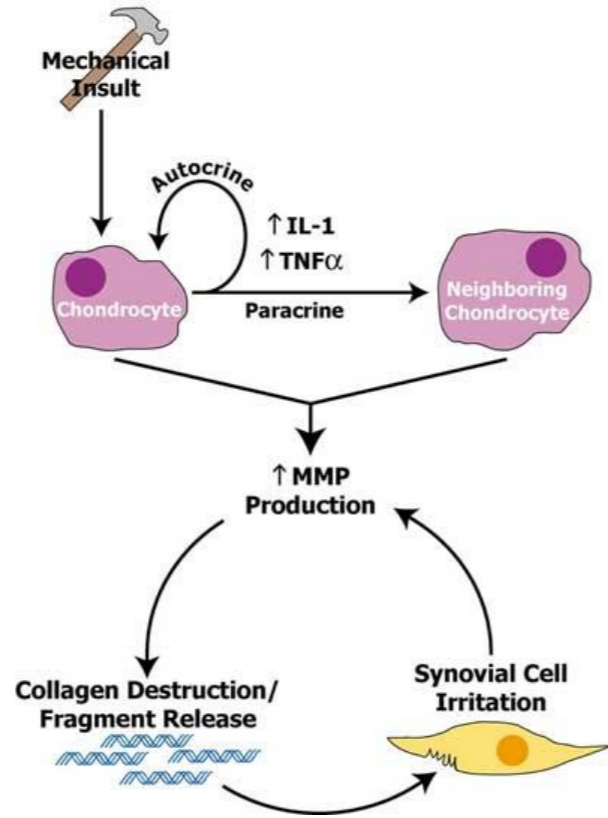 Mechanical
Insult
Autocrine
↑IL-1
↑TNFα
Chondrocyte
Paracrine
Neighboring
Chondrocyte
↑MMP
Production
Collagen Destruction/
Fragment Release
Synovial Cell
Irritation